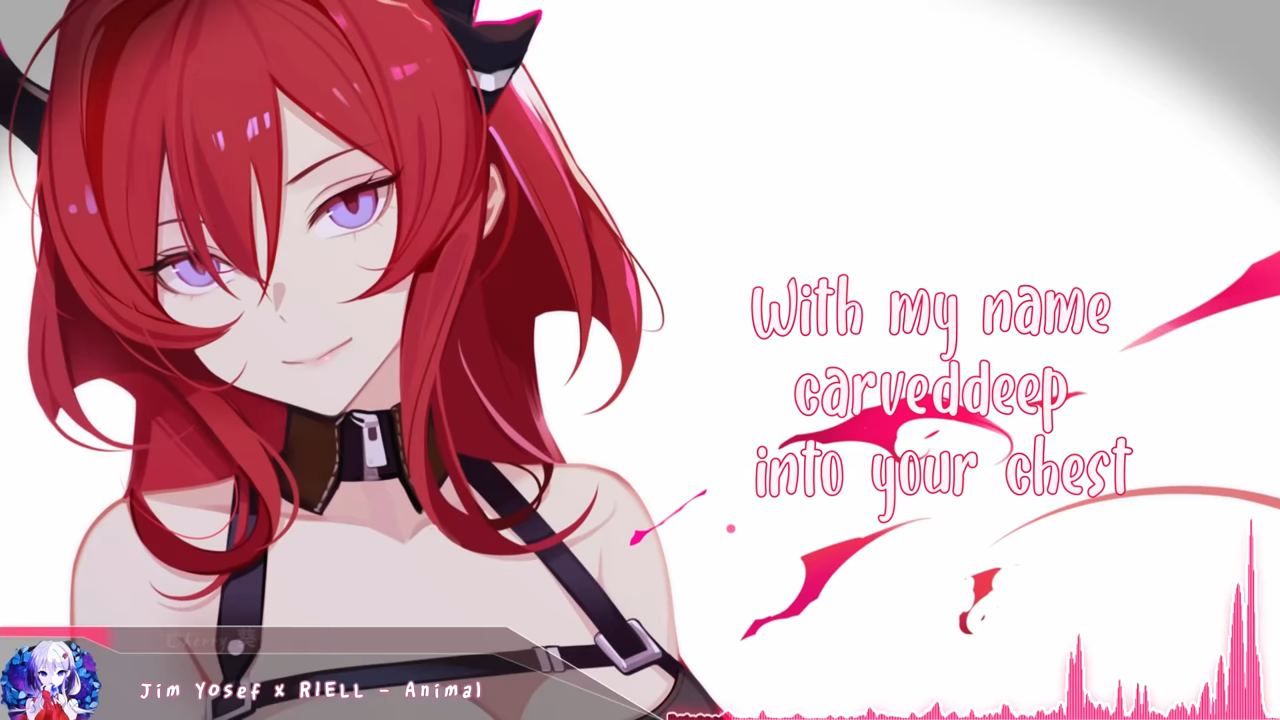 With my name
carveddeep
into your chest
Jim Yosef x RIELL - Animal